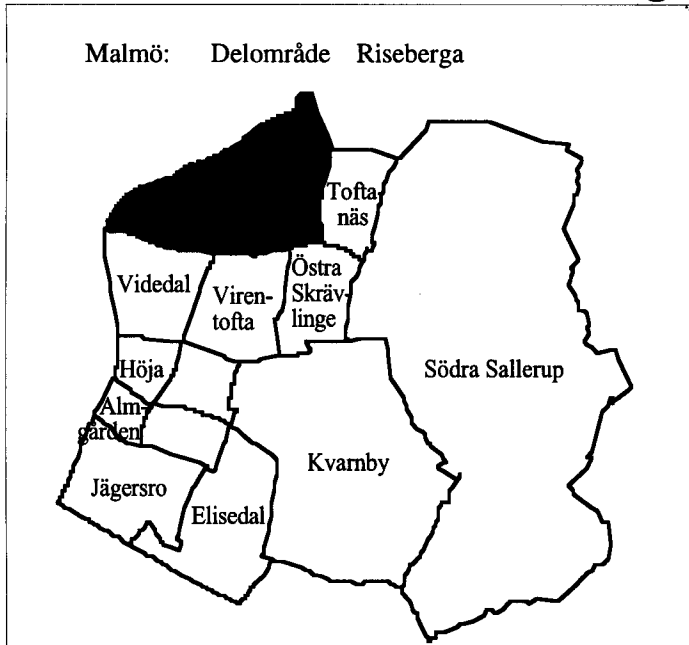 Malmö: Delområde Riseberga
Tofta-
näs
Östra
Skräv-
linge
Videdal
Viren-
tofta
Höja
Södra Sallerup
Alm-
gården
Kvarnby
Jägersro
Elisedal